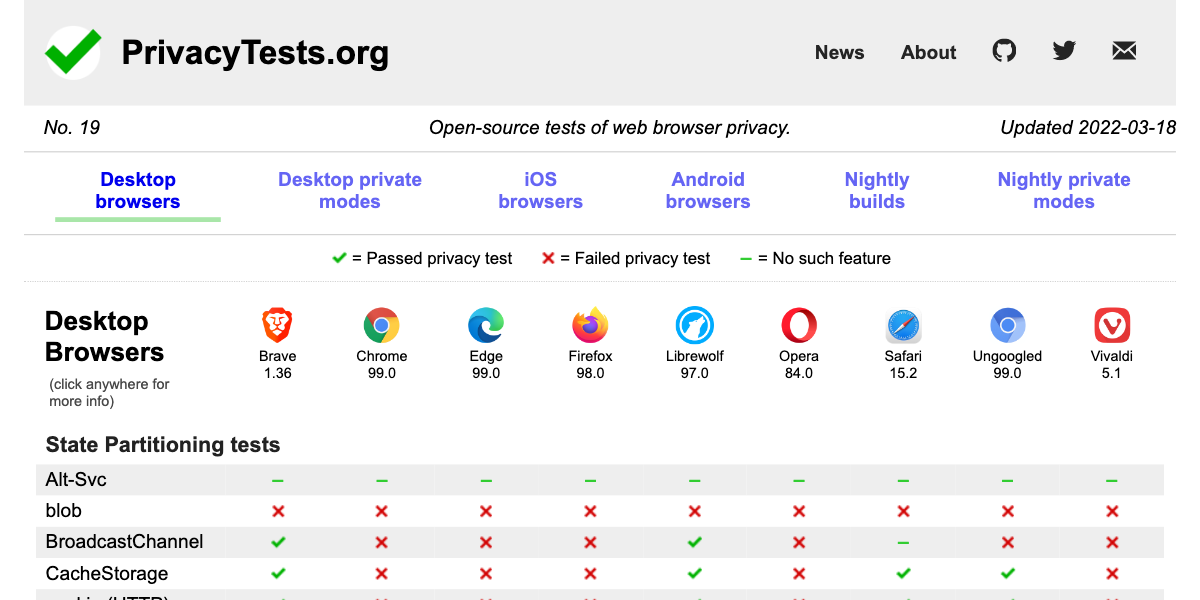 PrivacyTests.org
News About
No. 19 Open-source tests of web browser privacy. Updated 2022-03-18
Desktop browsers
Desktop private modes
iOS browsers
Android browsers
Nightly builds
Nightly private modes
✔ = Passed privacy test ✖ = Failed privacy test – = No such feature
Desktop
Browsers
(click anywhere for
more info)
Brave
1.36
Chrome
99.0
Edge
99.0
Firefox
98.0
Librewolf
97.0
Opera
84.0
Safari
15.2
Ungoogled
99.0
Vivaldi
5.1
State Partitioning tests
Alt-Svc – – – – – – – – –
blob ✖ ✖ ✖ ✖ ✖ ✖ ✖ ✖ ✖
BroadcastChannel ✔ ✖ ✖ ✖ ✔ ✖ – ✖ ✖
CacheStorage ✔ ✖ ✖ ✖ ✔ ✖ ✔ ✔ ✖